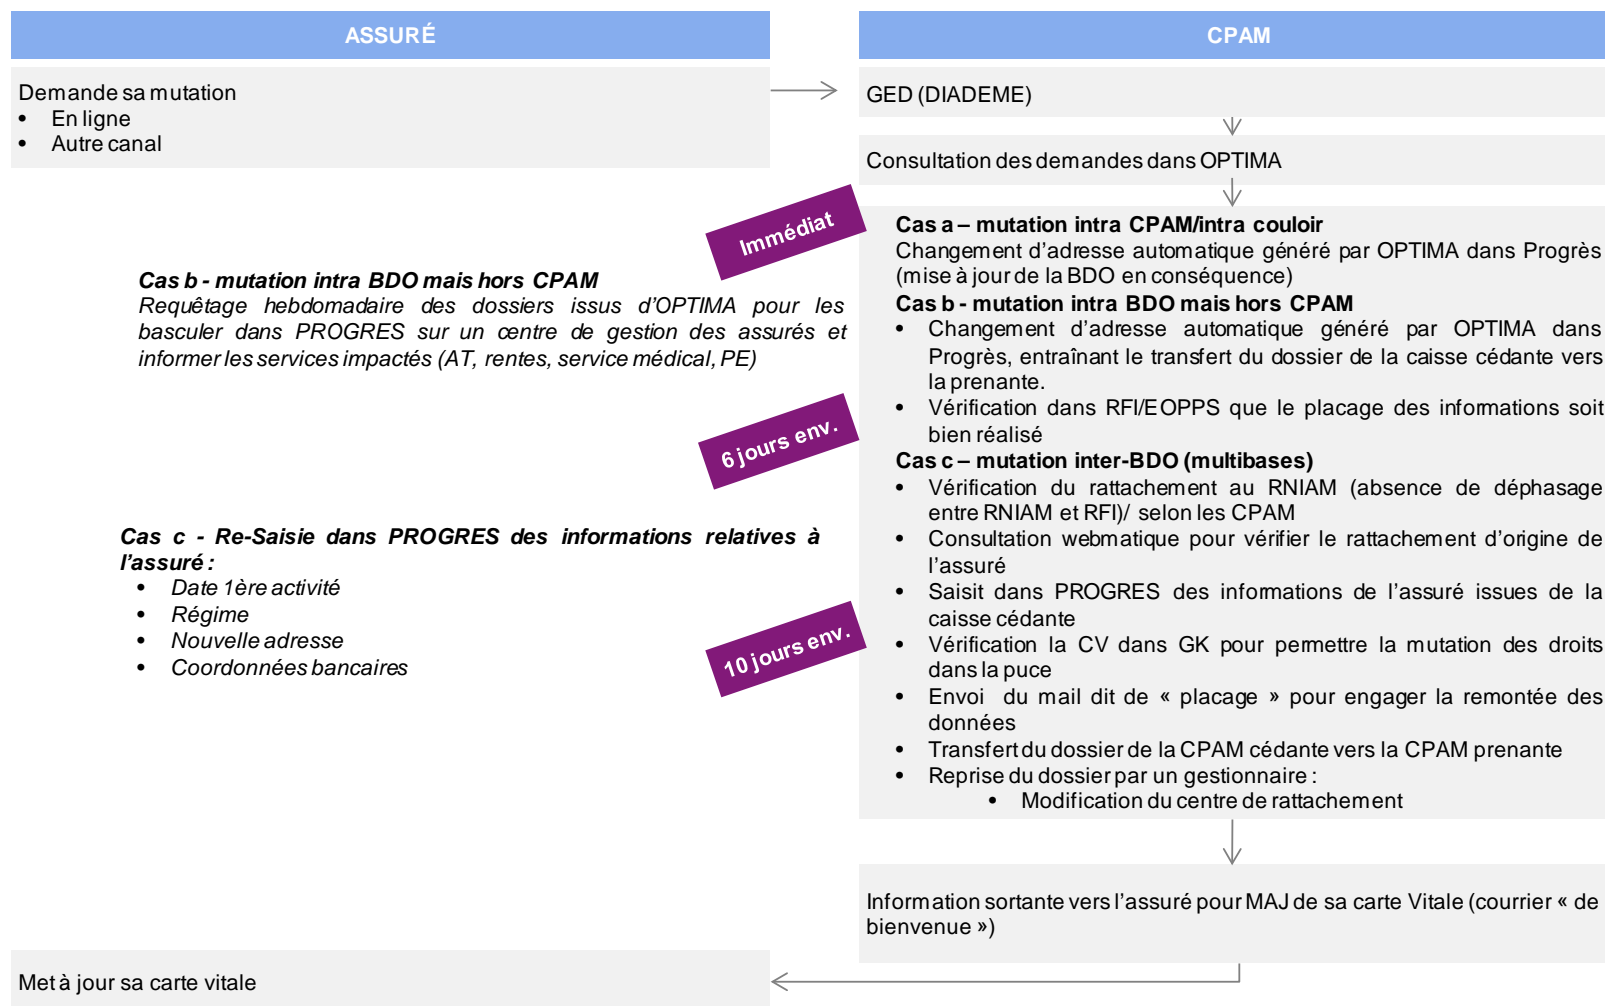 ASSURÉ
Demande sa mutation
• En ligne
• Autre canal
CPAM
GED (DIADEME)
Consultation des demandes dans OPTIMA
Immédiat
Cas a – mutation intra CPAM/intra couloir
Changement d’adresse automatique généré par OPTIMA dans Progrès
(mise à jour de la BDO en conséquence)
Cas b - mutation intra BDO mais hors CPAM
• Changement d’adresse automatique généré par OPTIMA dans
Progrès, entraînant le transfert du dossier de la caisse cédante vers
la prenante.
• Vérification dans RFI/EOPPS que le placage des informations soit
bien réalisé
Cas c – mutation inter-BDO (multibases)
• Vérification du rattachement au RNIAM (absence de déphasage
entre RNIAM et RFI)/ selon les CPAM
• Consultation webmatique pour vérifier le rattachement d’origine de
l’assuré
• Saisit dans PROGRES des informations de l’assuré issues de la
caisse cédante
• Vérification la CV dans GK pour permettre la mutation des droits
dans la puce
• Envoi du mail dit de « placage » pour engager la remontée des
données
• Transfert du dossier de la CPAM cédante vers la CPAM prenante
• Reprise du dossier par un gestionnaire :
• Modification du centre de rattachement
Cas b - mutation intra BDO mais hors CPAM
Requêtage hebdomadaire des dossiers issus d’OPTIMA pour les
basculer dans PROGRES sur un centre de gestion des assurés et
informer les services impactés (AT, rentes, service médical, PE)
6 jours env.
Cas c - Re-Saisie dans PROGRES des informations relatives à
l’assuré :
• Date 1ère activité
• Régime
• Nouvelle adresse
• Coordonnées bancaires
10 jours env.
Information sortante vers l’assuré pour MAJ de sa carte Vitale (courrier « de
bienvenue »)
Met à jour sa carte vitale